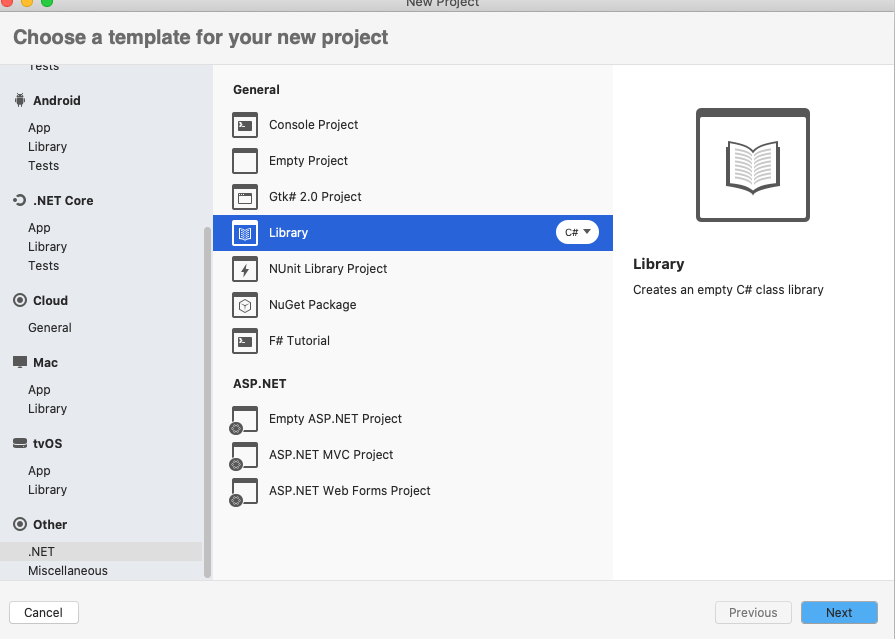 New Project
Choose a template for your new project
Tests
Android
App
Library
Tests
.NET Core
App
Library
Tests
Cloud
General
Mac
App
Library
tvOS
App
Library
Other
.NET
Miscellaneous
General
Console Project
Empty Project
Gtk# 2.0 Project
Library
C#
NUnit Library Project
NuGet Package
F# Tutorial
ASP.NET
Empty ASP.NET Project
ASP.NET MVC Project
ASP.NET Web Forms Project
Library
Creates an empty C# class library
Cancel
Previous
Next